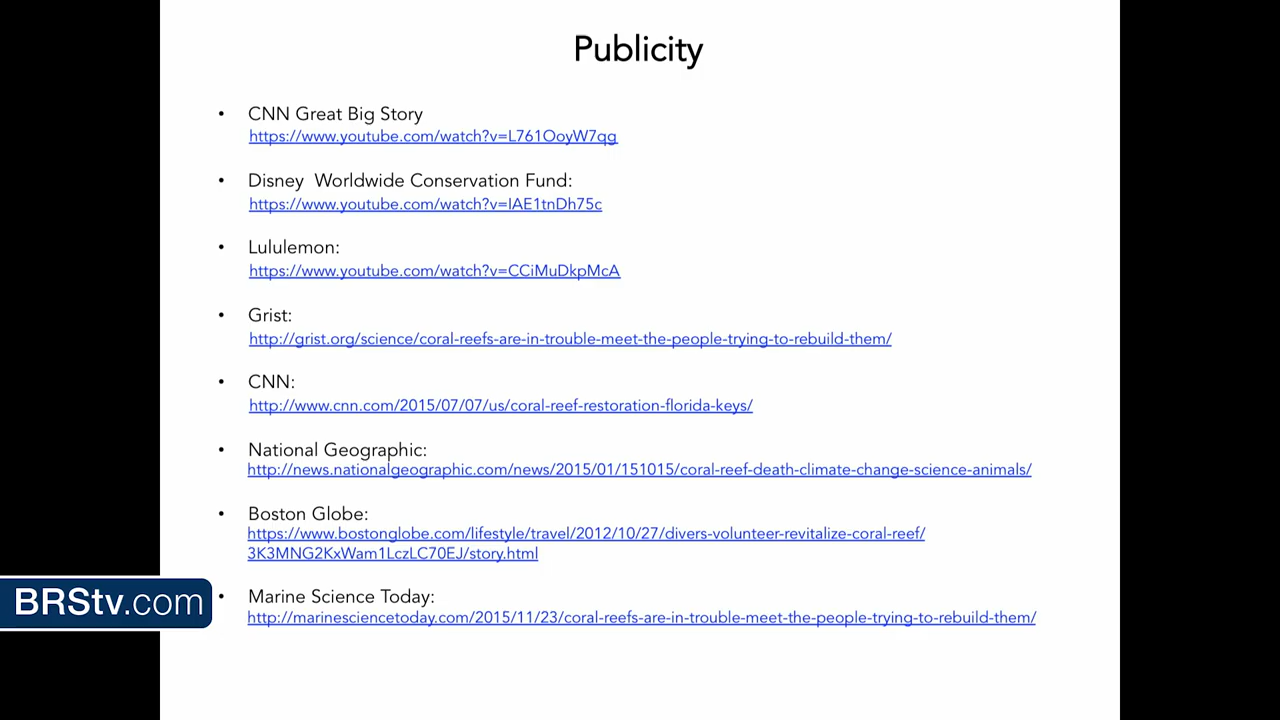 Publicity
• CNN Great Big Story
https://www.youtube.com/watch?v=L761OoyW7qg
• Disney  Worldwide Conservation Fund:
https://www.youtube.com/watch?v=IAE1tnDh75c
• Lululemon:
https://www.youtube.com/watch?v=CCiMuDkpMcA
• Grist:
http://grist.org/science/coral-reefs-are-in-trouble-meet-the-people-trying-to-rebuild-them/
• CNN:
http://www.cnn.com/2015/07/07/us/coral-reef-restoration-florida-keys/
• National Geographic:
http://news.nationalgeographic.com/news/2015/01/151015/coral-reef-death-climate-change-science-animals/
• Boston Globe:
https://www.bostonglobe.com/lifestyle/travel/2012/10/27/divers-volunteer-revitalize-coral-reef/
3K3MNG2KxWam1LczLC70EJ/story.html
• Marine Science Today:
http://marinesciencetoday.com/2015/11/23/coral-reefs-are-in-trouble-meet-the-people-trying-to-rebuild-them/
BRStv.com